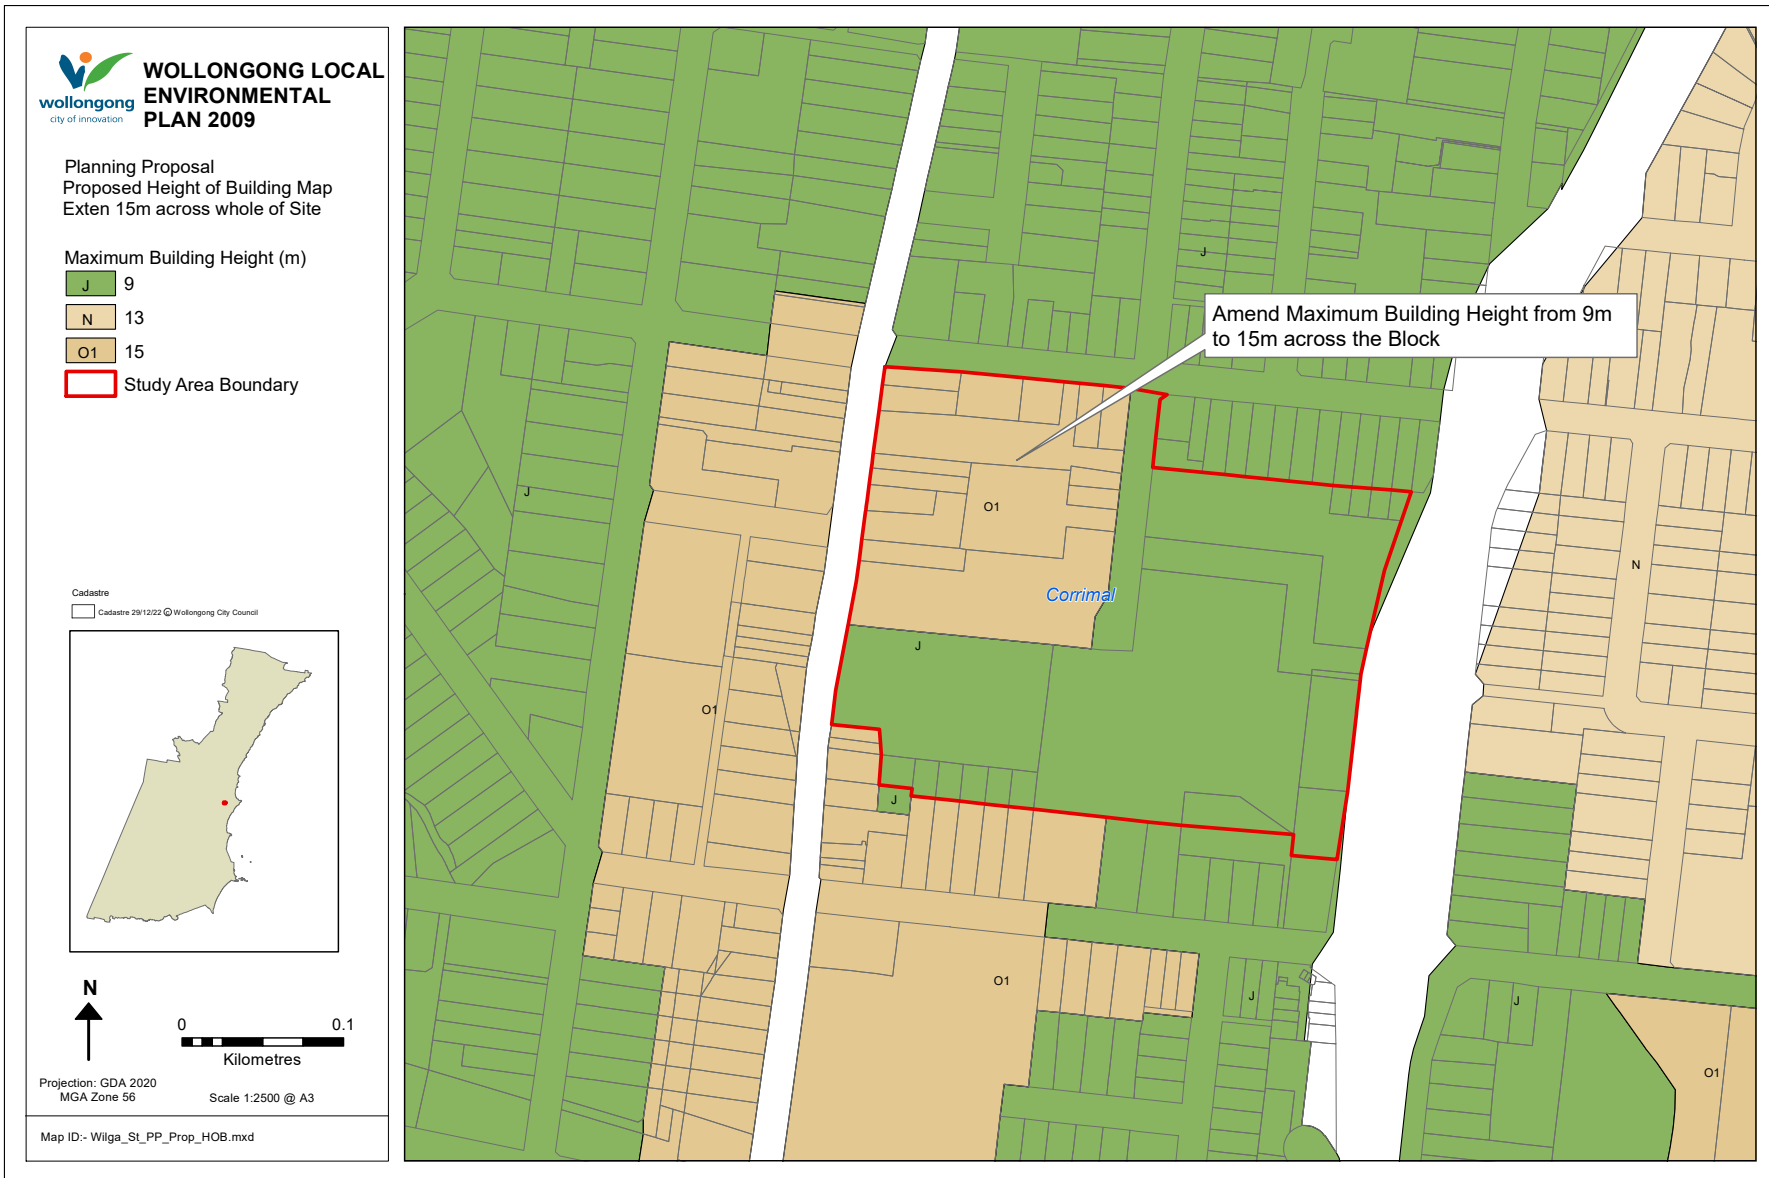 wollongong
city of innovation
WOLLONGONG LOCAL
ENVIRONMENTAL
PLAN 2009
Planning Proposal
Proposed Height of Building Map
Exten 15m across whole of Site
Maximum Building Height (m)
J 9
N 13
O1 15
Study Area Boundary
Cadastre
Cadastre 29/12/22 © Wollongong City Council
N
0 0.1
Kilometres
Projection: GDA 2020
MGA Zone 56
Scale 1:2500 @ A3
Map ID:- Wilga_St_PP_Prop_HOB.mxd
J
Amend Maximum Building Height from 9m
to 15m across the Block
J
O1
N
Corrimal
J
O1
J
O1
J
J
O1